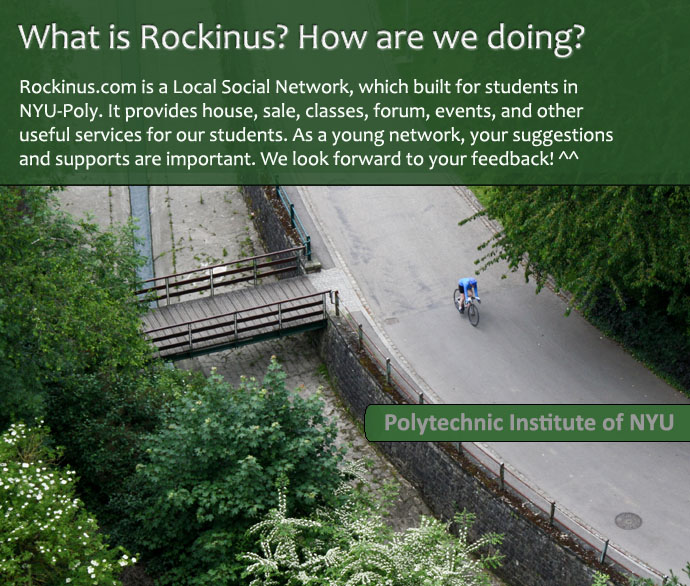 What is Rockinus? How are we doing?
Rockinus.com is a Local Social Network, which built for students in
NYU-Poly. It provides house, sale, classes, forum, events, and other
useful services for our students. As a young network, your suggestions
and supports are important. We look forward to your feedback! ^^
Polytechnic Institute of NYU